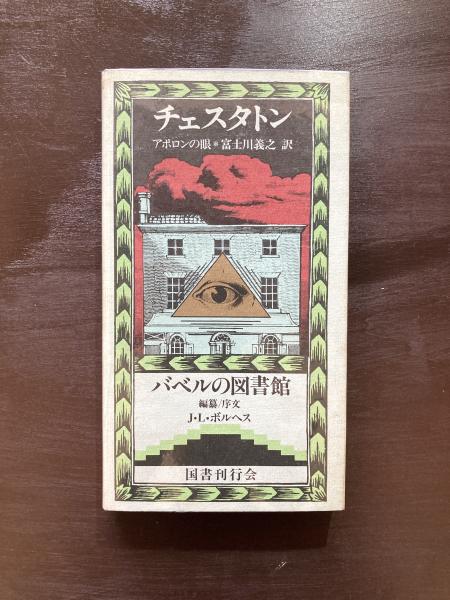 チェスタトン
アポロンの眼*富士川義之 訳
バベルの図書館
編纂/序文
J・L・ボルヘス
国書刊行会